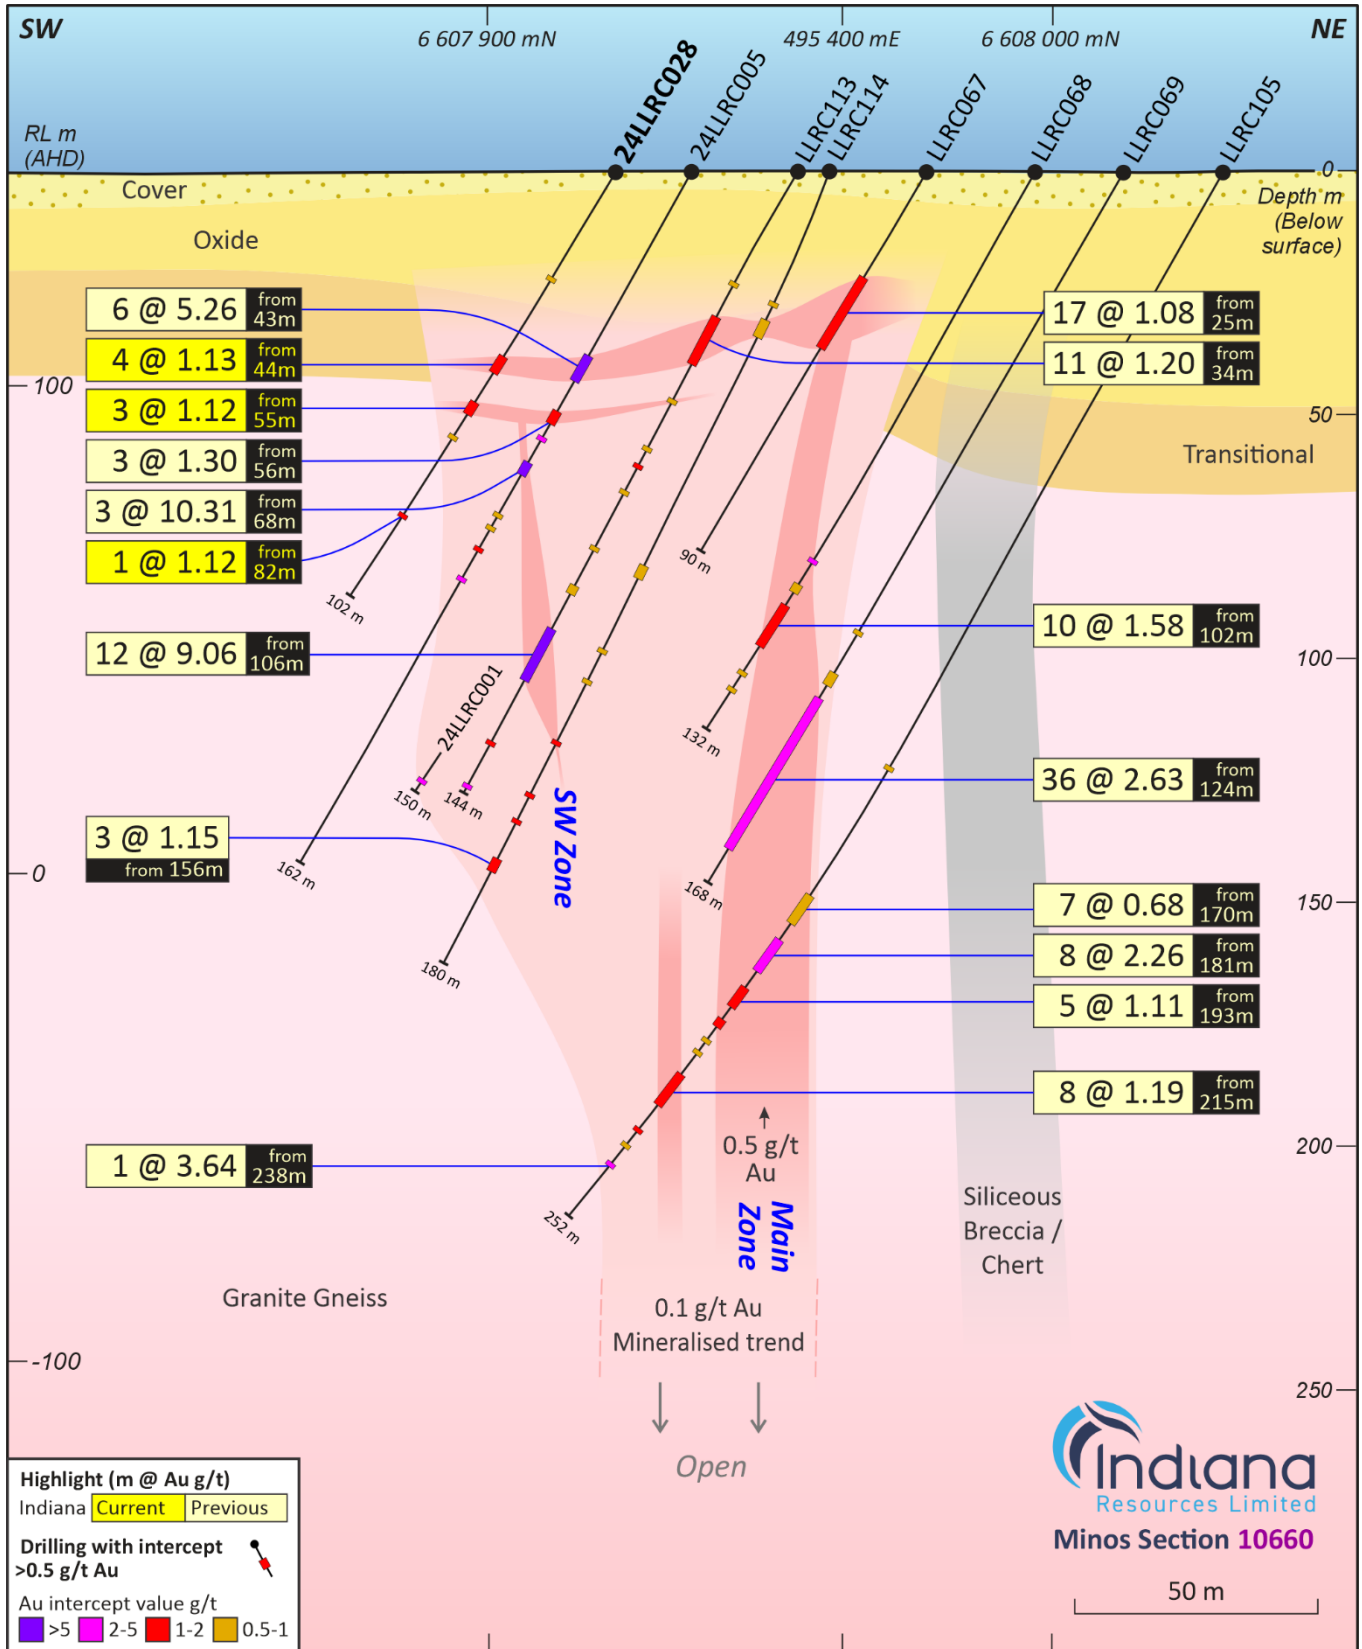 SW
6 607 900 mN
495 400 mE
6 608 000 mN
NE
24LLRC028
24LLRC005
LLRC113
LLRC114
LLRC067
LLRC068
LLRC069
LLRC105
RL m
(AHD)
0
Depth m
(Below
surface)
Cover
Oxide
Transitional
6 @ 5.26 from 43m
4 @ 1.13 from 44m
3 @ 1.12 from 55m
3 @ 1.30 from 56m
3 @ 10.31 from 68m
1 @ 1.12 from 82m
12 @ 9.06 from 106m
3 @ 1.15
from 156m
1 @ 3.64 from 238m
17 @ 1.08 from 25m
11 @ 1.20 from 34m
10 @ 1.58 from 102m
36 @ 2.63 from 124m
7 @ 0.68 from 170m
8 @ 2.26 from 181m
5 @ 1.11 from 193m
8 @ 1.19 from 215m
100
0
-100
50
100
150
200
250
102 m
90 m
132 m
24LLRC001
150 m
144 m
162 m
168 m
180 m
252 m
SW Zone
0.5 g/t
Au
Main
Zone
Siliceous
Breccia /
Chert
Granite Gneiss
0.1 g/t Au
Mineralised trend
Open
Highlight (m @ Au g/t)
Indiana Current Previous
Drilling with intercept
>0.5 g/t Au
Au intercept value g/t
>5 2-5 1-2 0.5-1
Indiana
Resources Limited
Minos Section 10660
50 m